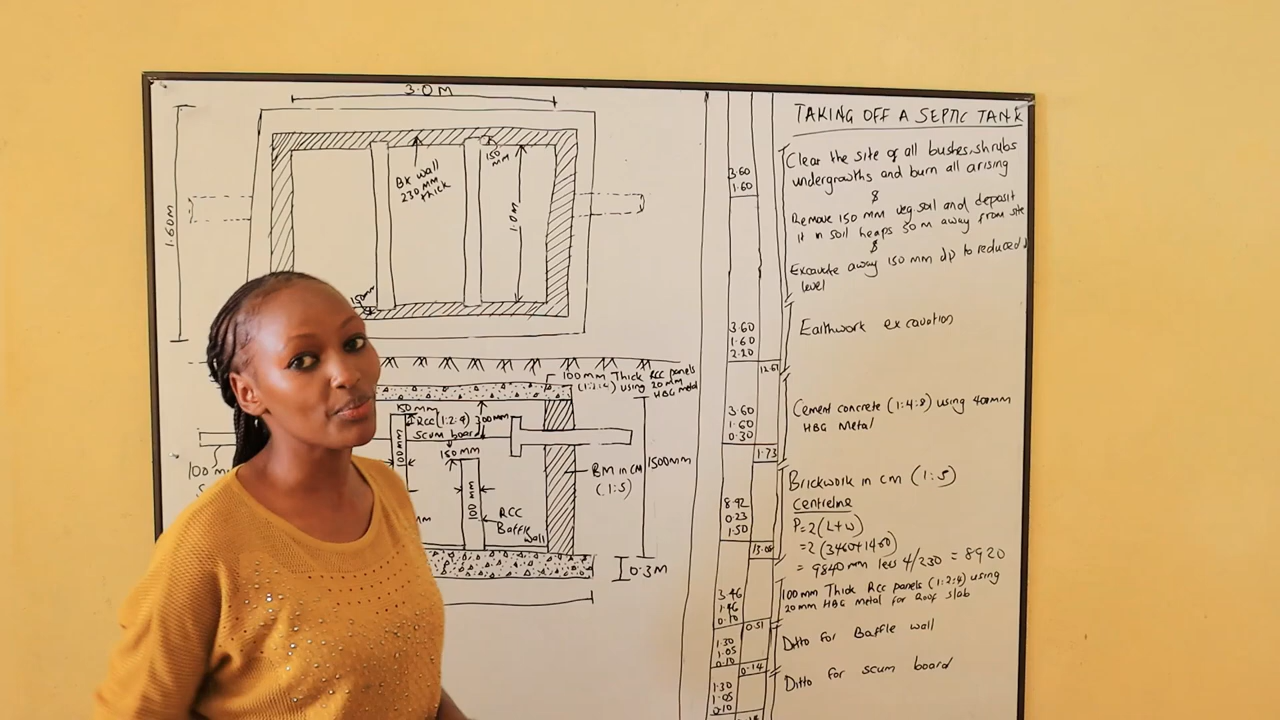 3.0 M
1.60M
BK wall
230 MM
thick
150
MM
1.0M
150mm
100 MM Thick RCC panels
(1:2:4) using 20MM
HBG metal
150 MM
RCC (1:2:4)
scum board
300mm
100MM
150 MM
100 MM
BM in CM
(1:5)
1500MM
RCC
Baffle
wall
0.3M
100 m
TAKING OFF A SEPTIC TANK
3.60
1.60
Clear the site of all bushes, shrubs
undergrowths and burn all arising
&
Remove 150 MM veg. soil and deposit
it in soil heaps 50 m away from site
&
Excavate away 150 mm dp to reduced
level
3.60
1.60
2.20
12.67
Earthwork excavation
3.60
1.60
0.30
1.73
Cement concrete (1:4:8) using 40MM
HBG Metal
8.92
0.23
1.50
Brickwork in CM (1:5)
Centreline
P=2(L+W)
=2(3460+1460)
= 9840 mm less 4/230 = 8920
3.46
1.46
0.10
0.51
100mm Thick RCC panels (1:2:4) using
20mm HBG Metal for Roof slab
1.30
1.05
0.10
0.14
Ditto for Baffle wall
1.30
1.05
0.10
Ditto for scum board